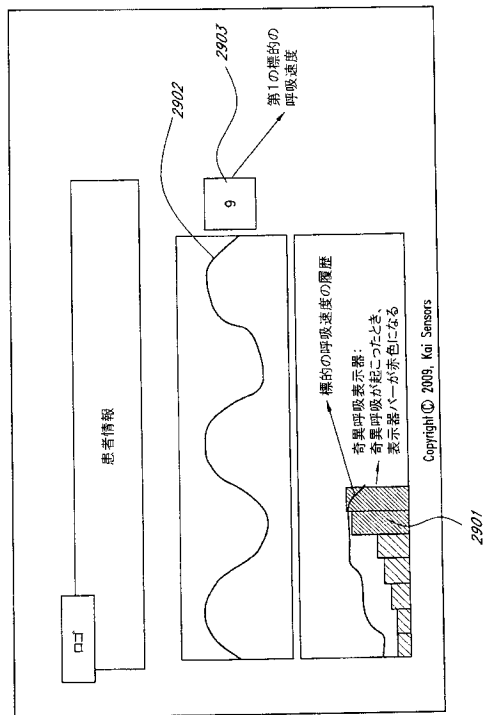 ロゴ
患者情報
2902
2903
9
第1の標的の
呼吸速度
標的の呼吸速度の履歴
奇異呼吸表示器:
奇異呼吸が起こったとき、
表示器バーが赤色になる
2901
Copyright © 2009, Kai Sensors